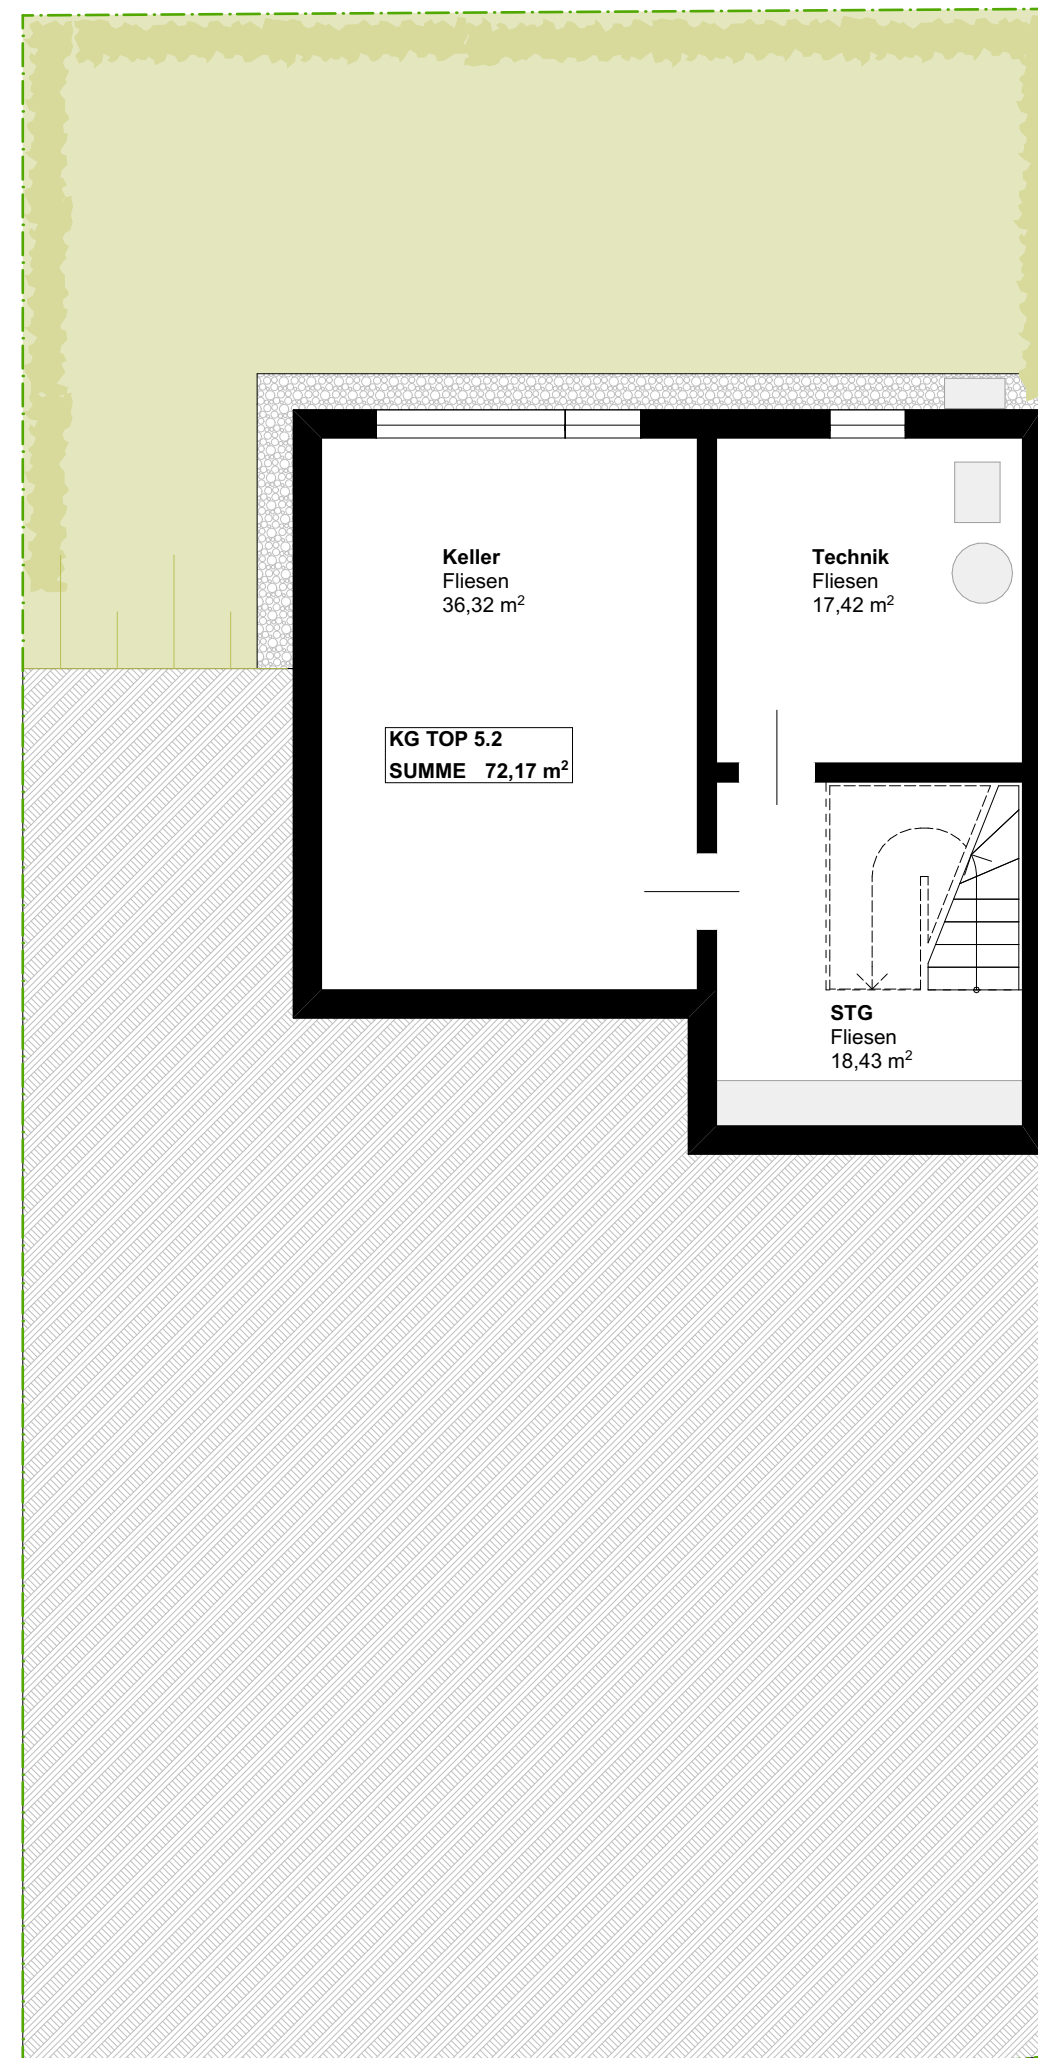 Keller
Fliesen
36,32 m²
Technik
Fliesen
17,42 m²
KG TOP 5.2
SUMME 72,17 m²
STG
Fliesen
18,43 m²